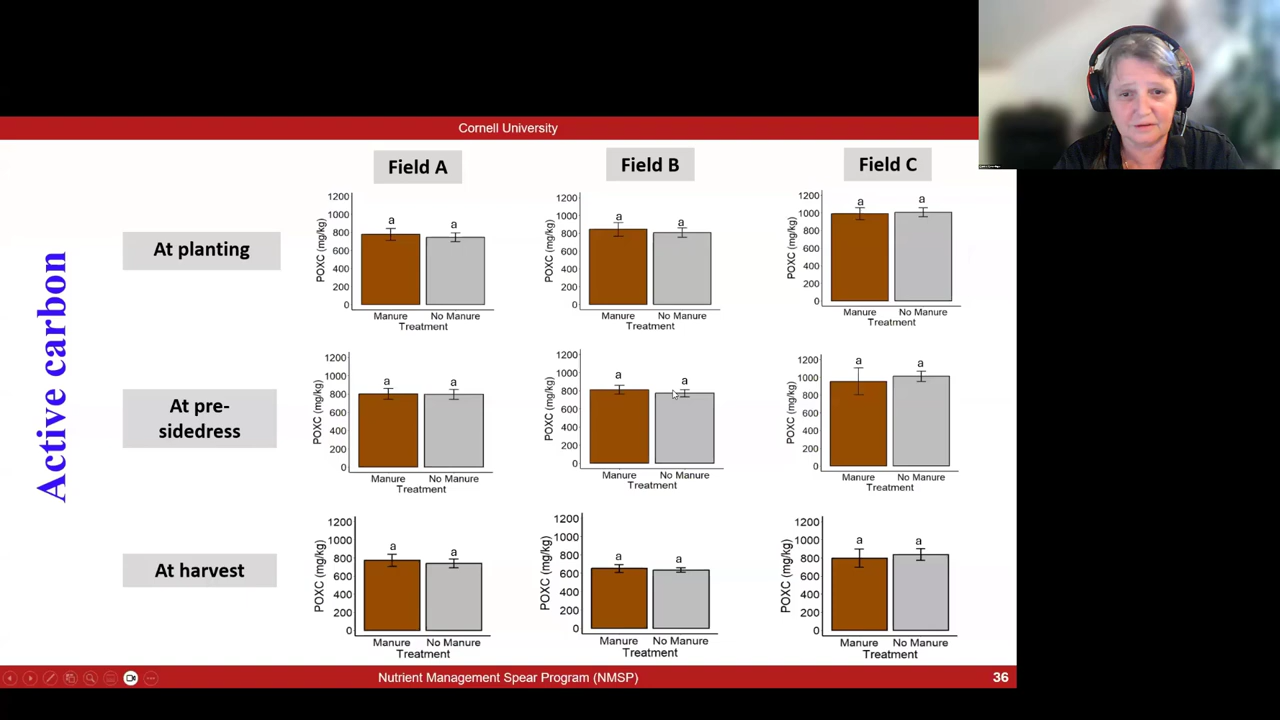 Cornell University
Field A
Field B
Field C
Active carbon
At planting
POXC (mg/kg)
1200
1000
800
600
400
200
0
a
a
Manure
No Manure
Treatment
POXC (mg/kg)
1200
1000
800
600
400
200
0
a
a
Manure
No Manure
Treatment
POXC (mg/kg)
1200
1000
800
600
400
200
0
a
a
Manure
No Manure
Treatment
At pre-
sidedress
POXC (mg/kg)
1200
1000
800
600
400
200
0
a
a
Manure
No Manure
Treatment
POXC (mg/kg)
1200
1000
800
600
400
200
0
a
a
Manure
No Manure
Treatment
POXC (mg/kg)
1200
1000
800
600
400
200
0
a
a
Manure
No Manure
Treatment
At harvest
POXC (mg/kg)
1200
1000
800
600
400
200
0
a
a
Manure
No Manure
Treatment
POXC (mg/kg)
1200
1000
800
600
400
200
0
a
a
Manure
No Manure
Treatment
POXC (mg/kg)
1200
1000
800
600
400
200
0
a
a
Manure
No Manure
Treatment
Nutrient Management Spear Program (NMSP)
36